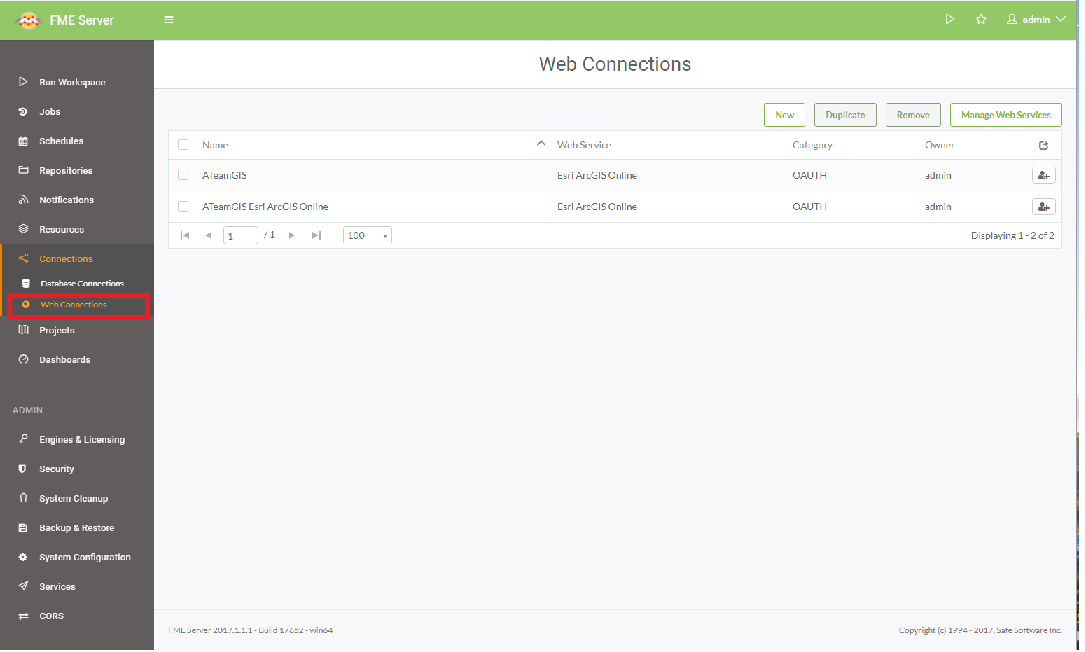 FME Server
admin
Run Workspace
Jobs
Schedules
Repositories
Notifications
Resources
Connections
Database Connections
Web Connections
Projects
Dashboards
ADMIN
Engines & Licensing
Security
System Cleanup
Backup & Restore
System Configuration
Services
CORS
Web Connections
New Duplicate Remove Manage Web Services
Name Web Service Category Owner
ATeamGIS Esri ArcGIS Online OAUTH admin
ATeamGIS Esri ArcGIS Online Esri ArcGIS Online OAUTH admin
1 / 1 100 Displaying 1 - 2 of 2
FME Server 2017.1.1.1 - Build 17652 - win64
Copyright (c) 1994 - 2017, Safe Software Inc.